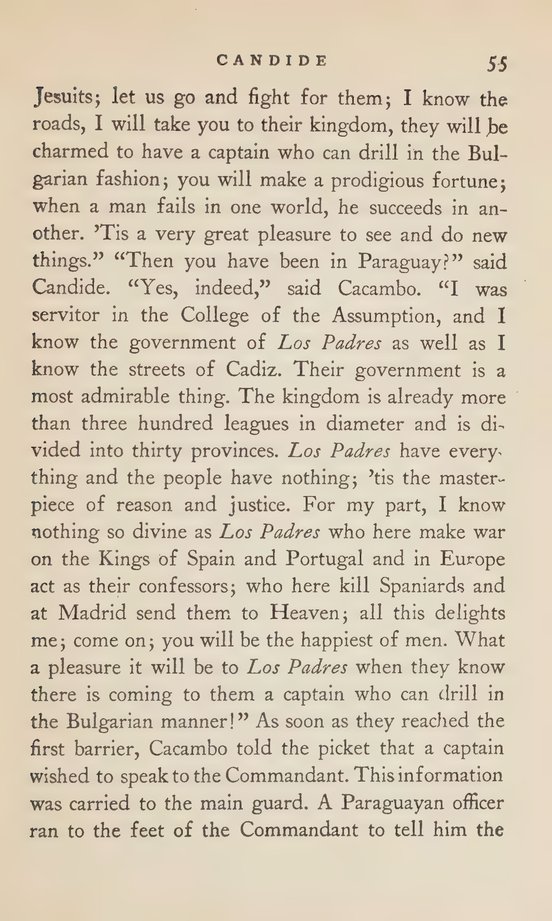 CANDIDE 55
Jesuits; let us go and fight for them; I know the
roads, I will take you to their kingdom, they will be
charmed to have a captain who can drill in the Bul-
garian fashion; you will make a prodigious fortune;
when a man fails in one world, he succeeds in an-
other. ’Tis a very great pleasure to see and do new
things.” “Then you have been in Paraguay?” said
Candide. “Yes, indeed,” said Cacambo. “I was
servitor in the College of the Assumption, and I
know the government of Los Padres as well as I
know the streets of Cadiz. Their government is a
most admirable thing. The kingdom is already more
than three hundred leagues in diameter and is di-
vided into thirty provinces. Los Padres have every-
thing and the people have nothing; ’tis the master-
piece of reason and justice. For my part, I know
nothing so divine as Los Padres who here make war
on the Kings of Spain and Portugal and in Europe
act as their confessors; who here kill Spaniards and
at Madrid send them to Heaven; all this delights
me; come on; you will be the happiest of men. What
a pleasure it will be to Los Padres when they know
there is coming to them a captain who can drill in
the Bulgarian manner!” As soon as they reached the
first barrier, Cacambo told the picket that a captain
wished to speak to the Commandant. This information
was carried to the main guard. A Paraguayan officer
ran to the feet of the Commandant to tell him the